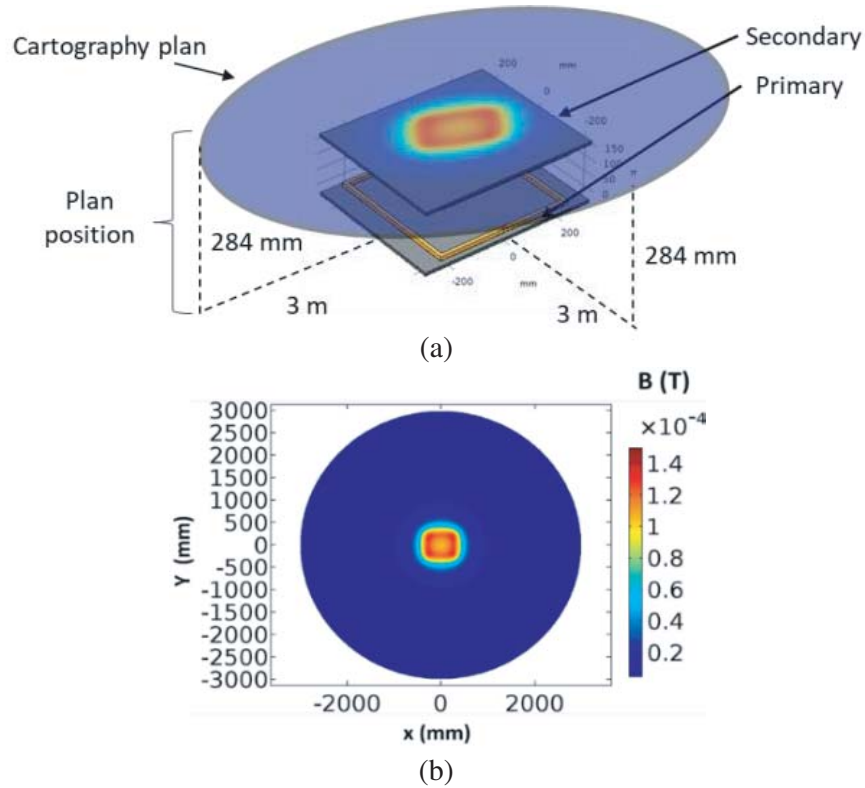 Cartography plan
Secondary
Primary
200
mm
0
-200
150
100
50
0
Plan
position
284 mm
200
0
mm
-200
284 mm
3 m
3 m
(a)
B (T)
×10⁻⁴
3000
2500
2000
1500
1000
500
0
-500
-1000
-1500
-2000
-2500
-3000
Y (mm)
1.4
1.2
1
0.8
0.6
0.4
0.2
-2000
0
2000
x (mm)
(b)